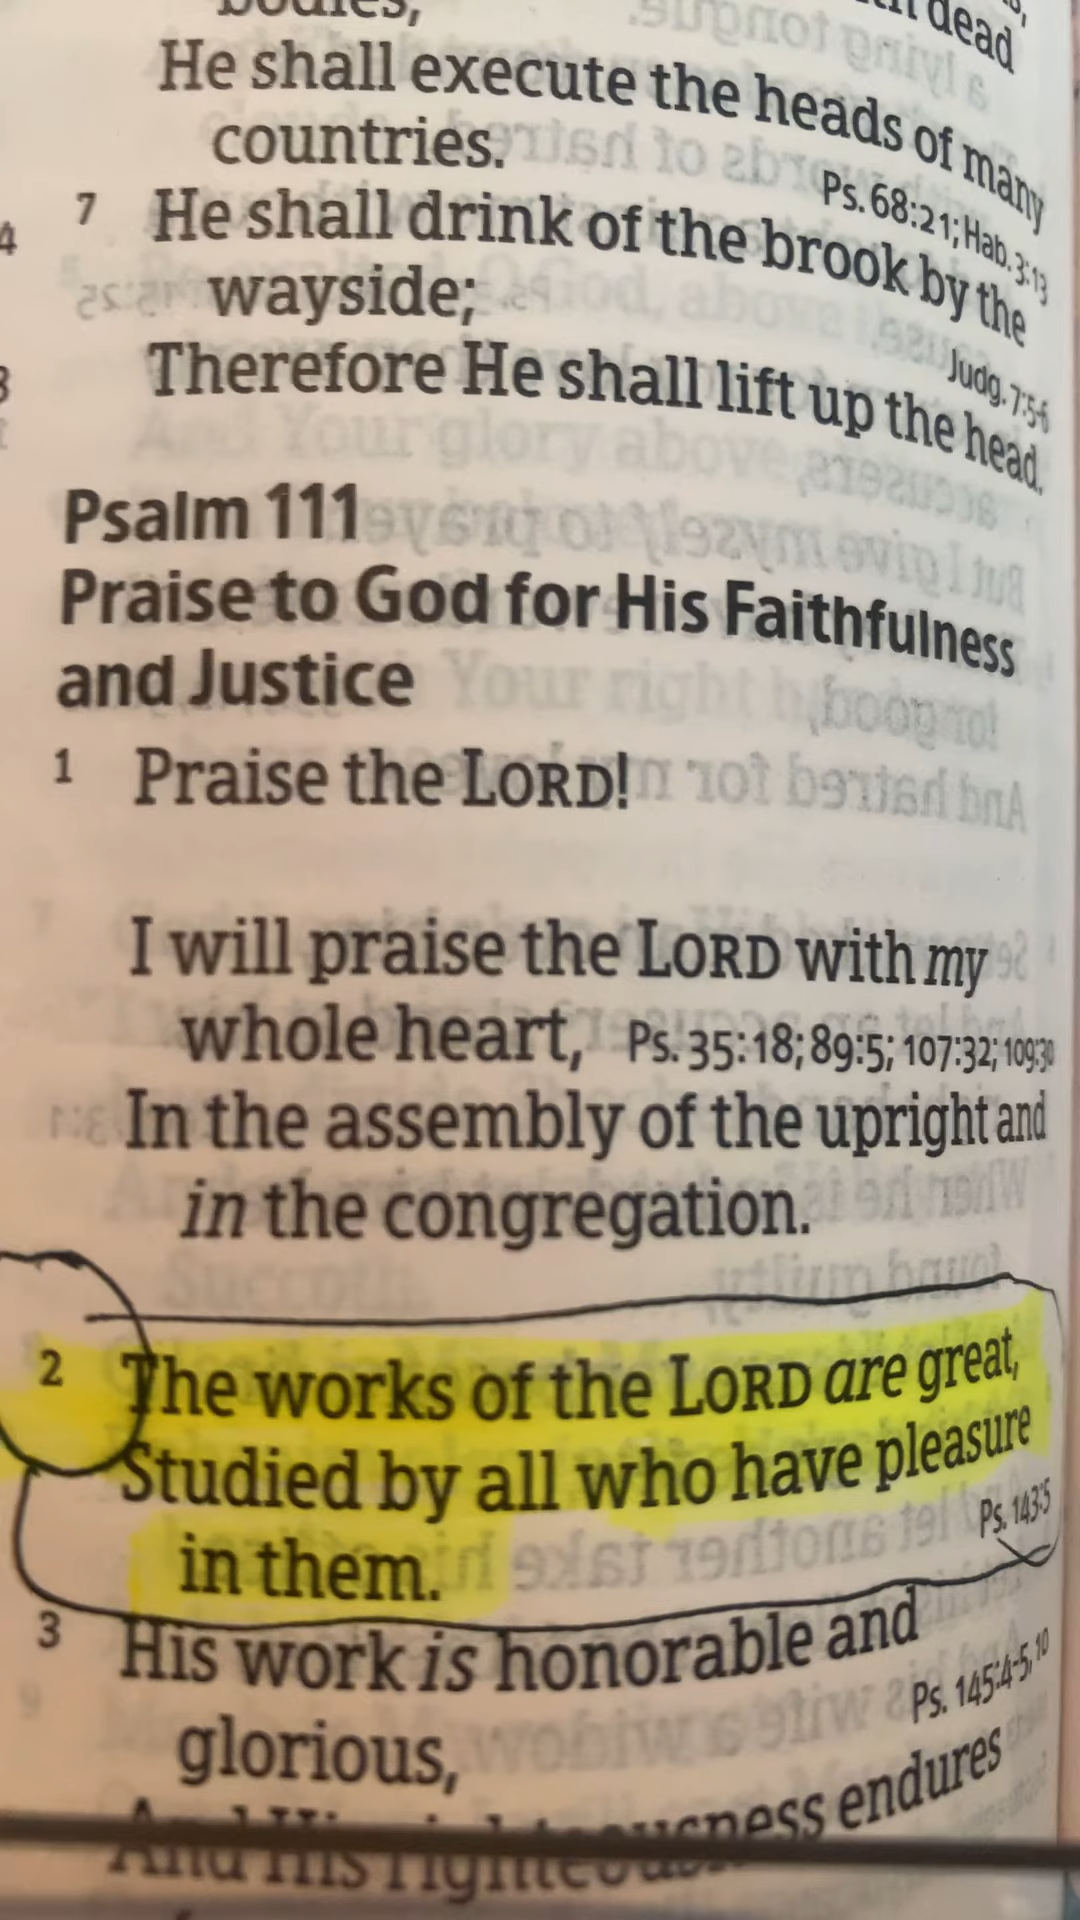 bodies,
dead
He shall execute the heads of many
countries.
Ps. 68:21; Hab. 3:13
7 He shall drink of the brook by the
wayside;
Judg. 7:5-6
Therefore He shall lift up the head.
Psalm 111
Praise to God for His Faithfulness
and Justice
1 Praise the LORD!
I will praise the LORD with my
whole heart, Ps. 35:18; 89:5; 107:32; 109:30
In the assembly of the upright and
in the congregation.
2 The works of the LORD are great,
Studied by all who have pleasure
in them. Ps. 143:5
3 His work is honorable and
glorious, Ps. 145:4-5, 10
And His righteousness endures